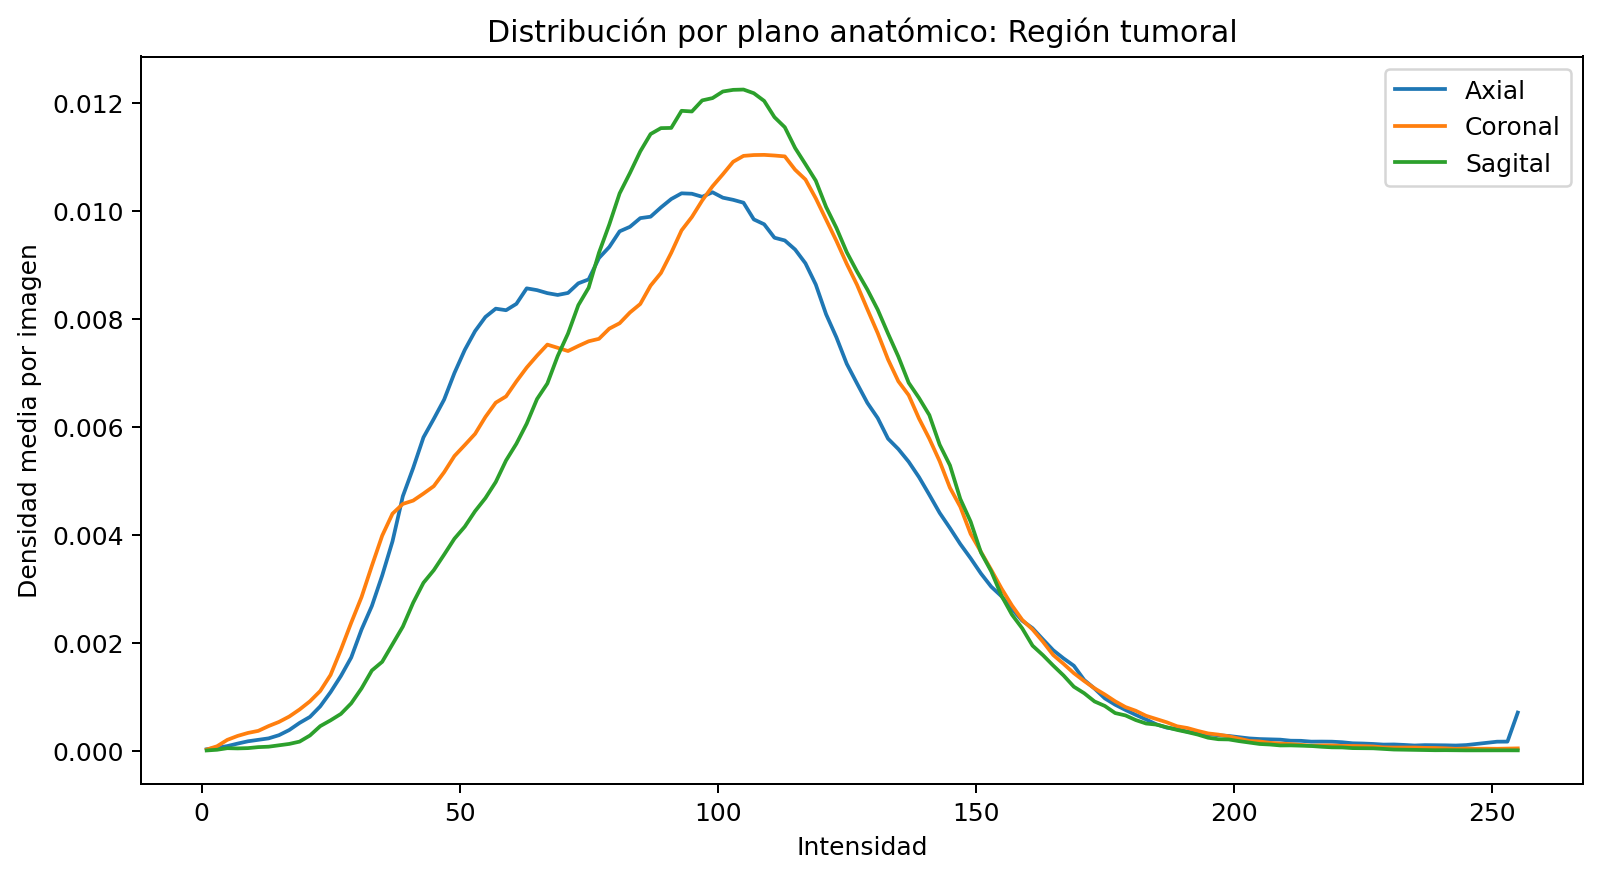 Distribución por plano anatómico: Región tumoral
Axial
Coronal
Sagital
Densidad media por imagen
0.012
0.010
0.008
0.006
0.004
0.002
0.000
0 50 100 150 200 250
Intensidad